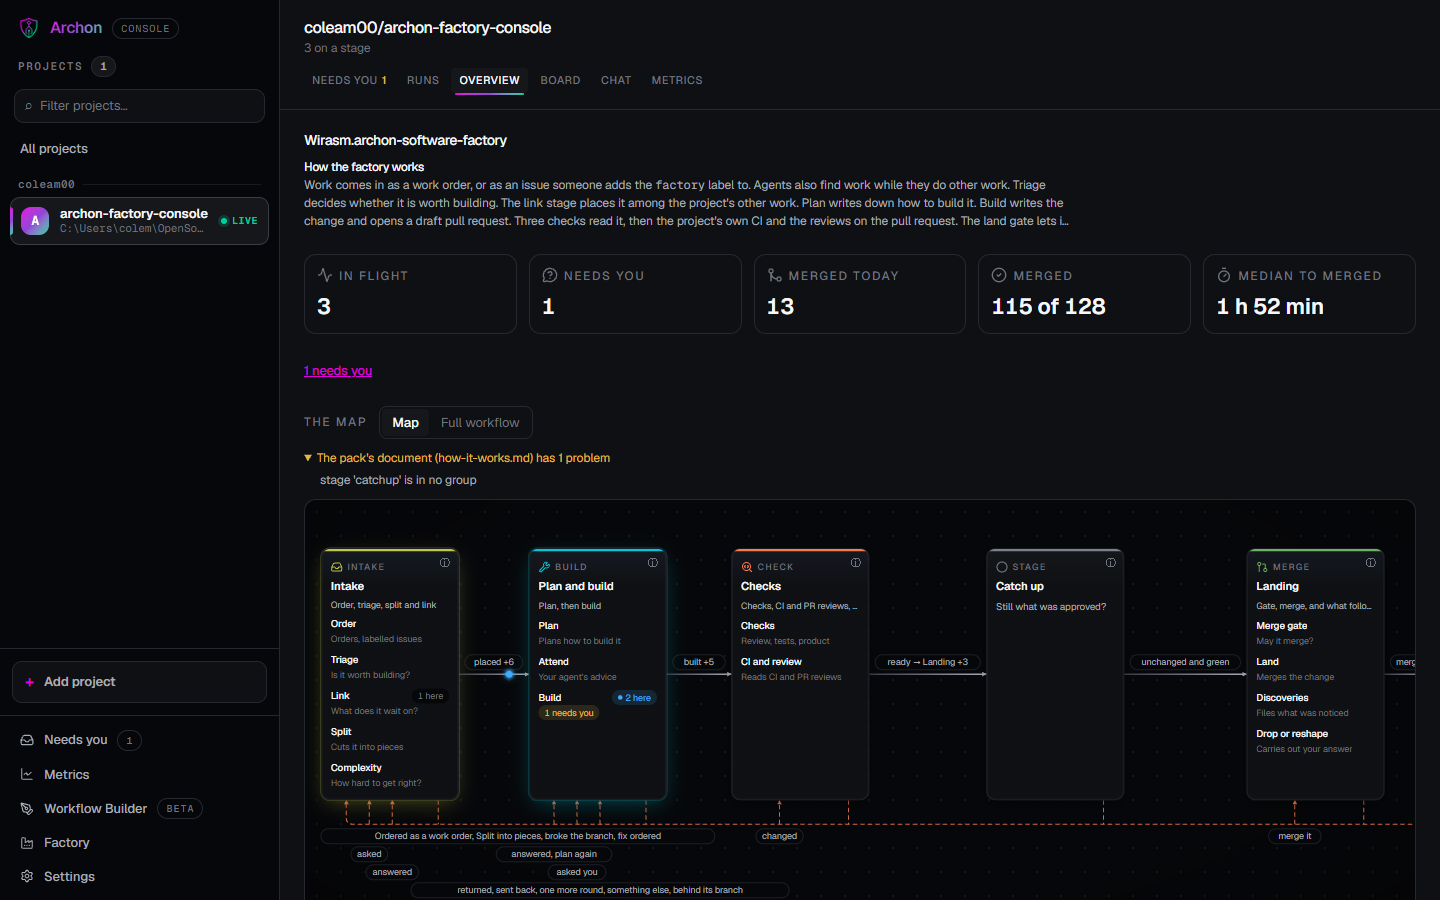 Archon CONSOLE
PROJECTS 1
Filter projects...
All projects
coleam00
A
archon-factory-console
C:\Users\colem\OpenSo...
LIVE
Add project
Needs you 1
Metrics
Workflow Builder BETA
Factory
Settings
coleam00/archon-factory-console
3 on a stage
NEEDS YOU 1 RUNS OVERVIEW BOARD CHAT METRICS
Wirasm.archon-software-factory
How the factory works
Work comes in as a work order, or as an issue someone adds the factory label to. Agents also find work while they do other work. Triage
decides whether it is worth building. The link stage places it among the project's other work. Plan writes down how to build it. Build writes the
change and opens a draft pull request. Three checks read it, then the project's own CI and the reviews on the pull request. The land gate lets i...
IN FLIGHT
3
NEEDS YOU
1
MERGED TODAY
13
MERGED
115 of 128
MEDIAN TO MERGED
1 h 52 min
1 needs you
THE MAP Map Full workflow
▼ The pack's document (how-it-works.md) has 1 problem
stage 'catchup' is in no group
INTAKE
Intake
Order, triage, split and link
Order
Orders, labelled issues
Triage
Is it worth building?
Link 1 here
What does it wait on?
Split
Cuts it into pieces
Complexity
How hard to get right?
placed +6
BUILD
Plan and build
Plan, then build
Plan
Plans how to build it
Attend
Your agent's advice
Build 2 here
1 needs you
built +5
CHECK
Checks
Checks, CI and PR reviews, ...
Checks
Review, tests, product
CI and review
Reads CI and PR reviews
ready → Landing +3
STAGE
Catch up
Still what was approved?
unchanged and green
MERGE
Landing
Gate, merge, and what follo...
Merge gate
May it merge?
Land
Merges the change
Discoveries
Files what was noticed
Drop or reshape
Carries out your answer
merg
Ordered as a work order, Split into pieces, broke the branch, fix ordered
changed
merge it
asked
answered, plan again
answered
asked you
returned, sent back, one more round, something else, behind its branch